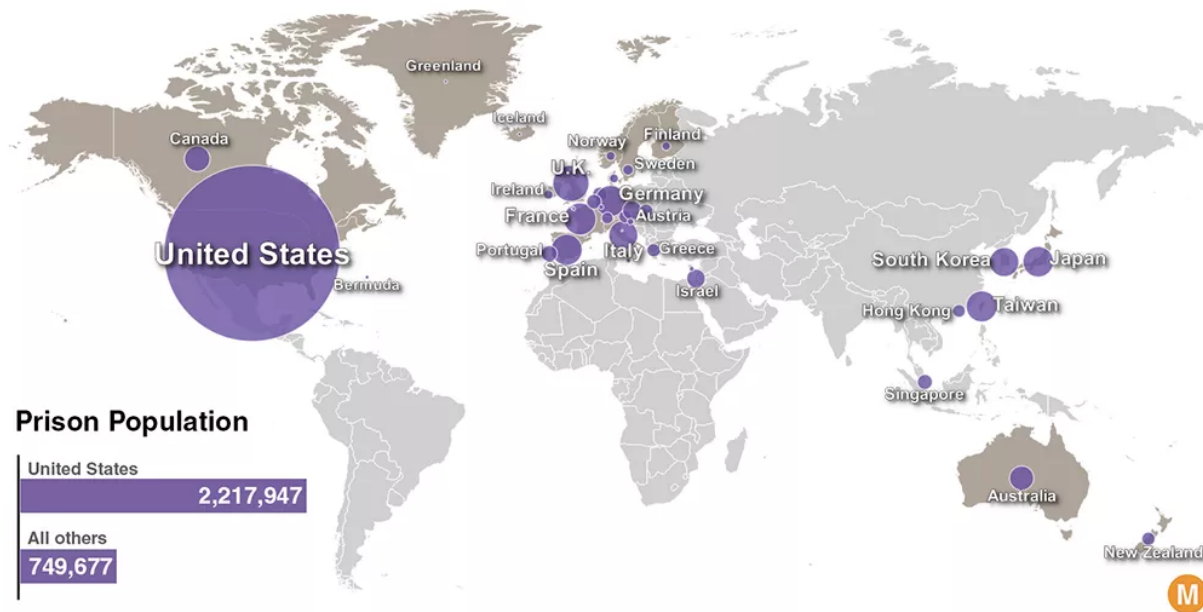 Greenland
Iceland
Canada
Norway
Finland
U.K.
Sweden
Ireland
Germany
France
Austria
United States
Portugal
Italy
Greece
Spain
South Korea
Japan
Bermuda
Israel
Hong Kong
Taiwan
Singapore
Prison Population
United States
2,217,947
Australia
All others
749,677
New Zealand
M